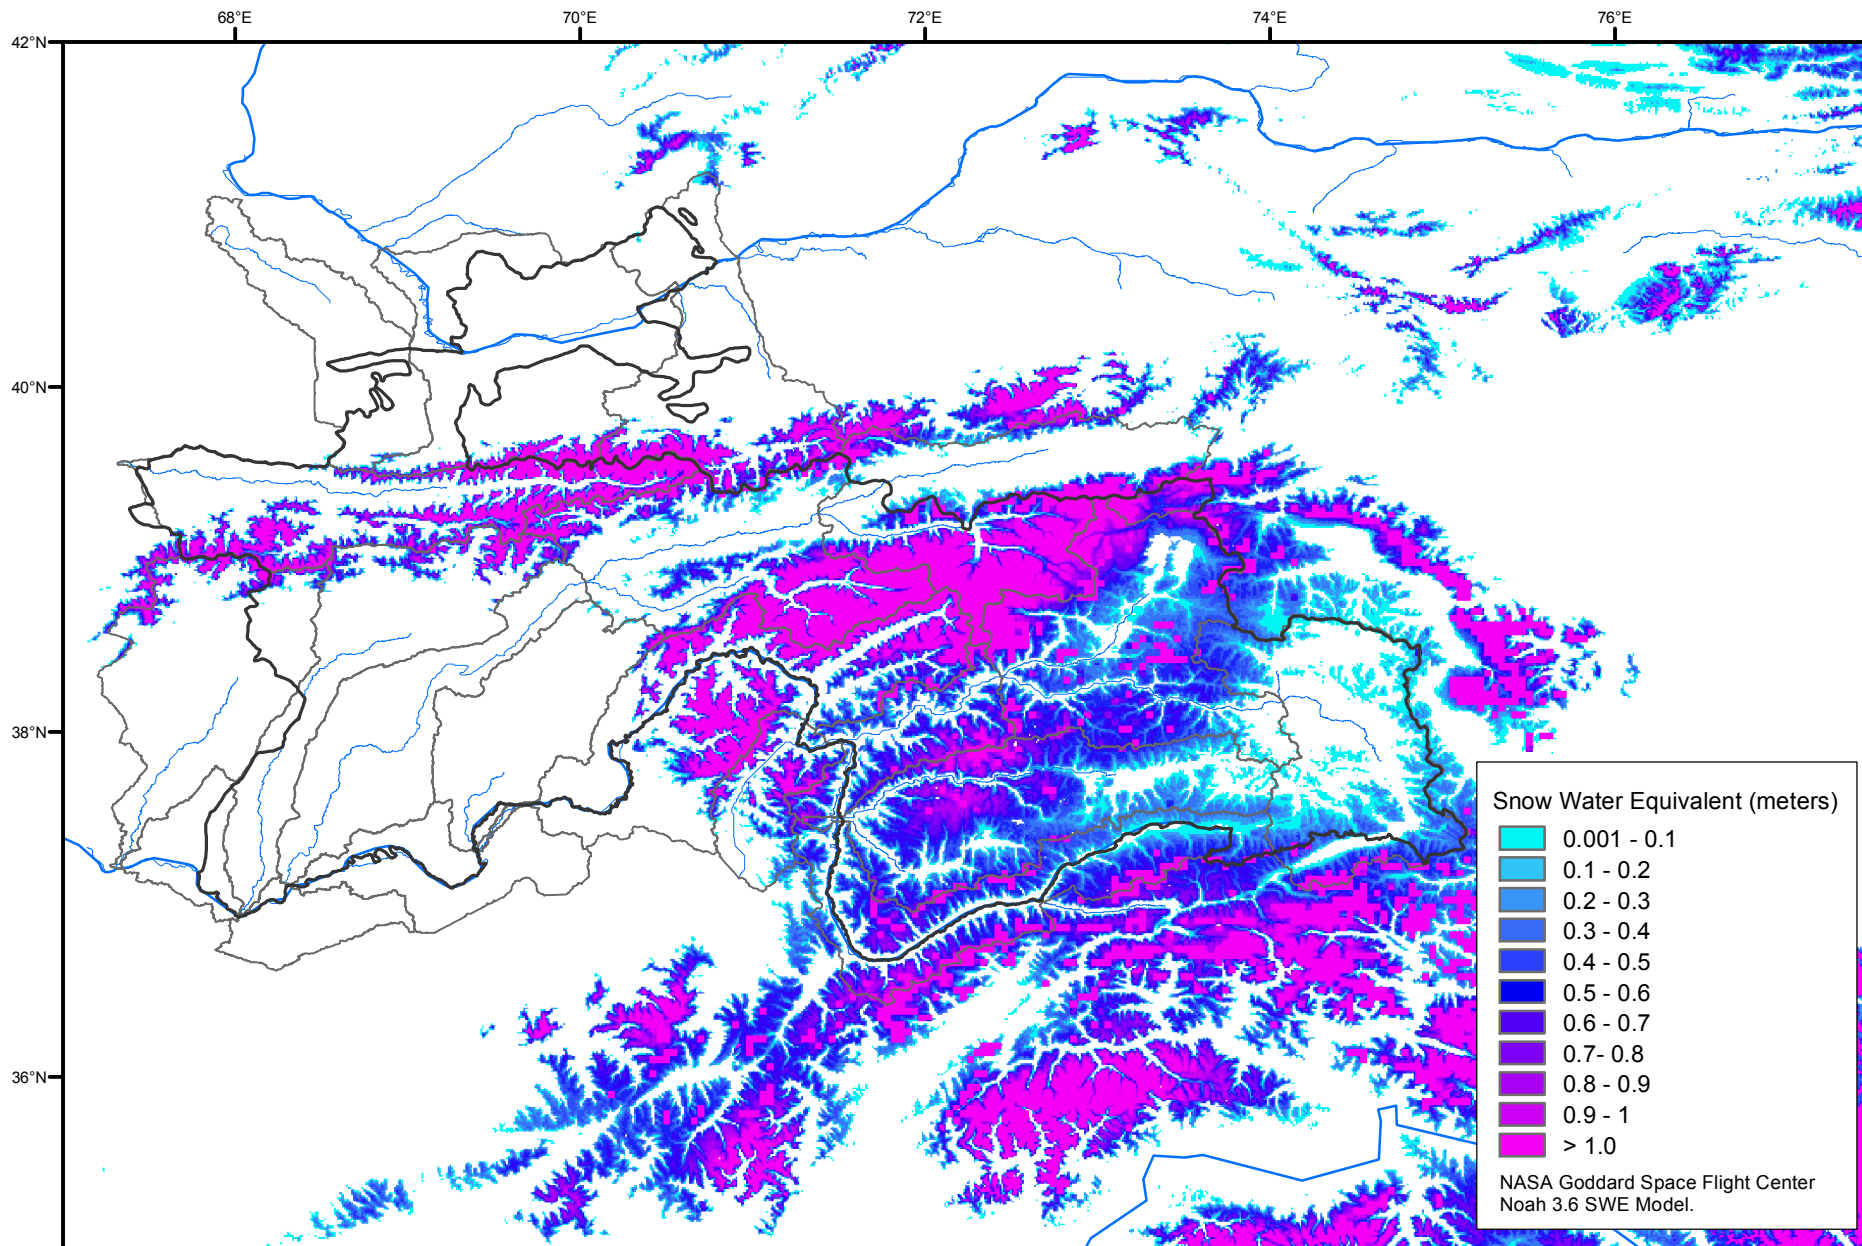 68°E 70°E 72°E 74°E 76°E
42°N
40°N
38°N
36°N
Snow Water Equivalent (meters)
0.001 - 0.1
0.1 - 0.2
0.2 - 0.3
0.3 - 0.4
0.4 - 0.5
0.5 - 0.6
0.6 - 0.7
0.7- 0.8
0.8 - 0.9
0.9 - 1
> 1.0
NASA Goddard Space Flight Center
Noah 3.6 SWE Model.